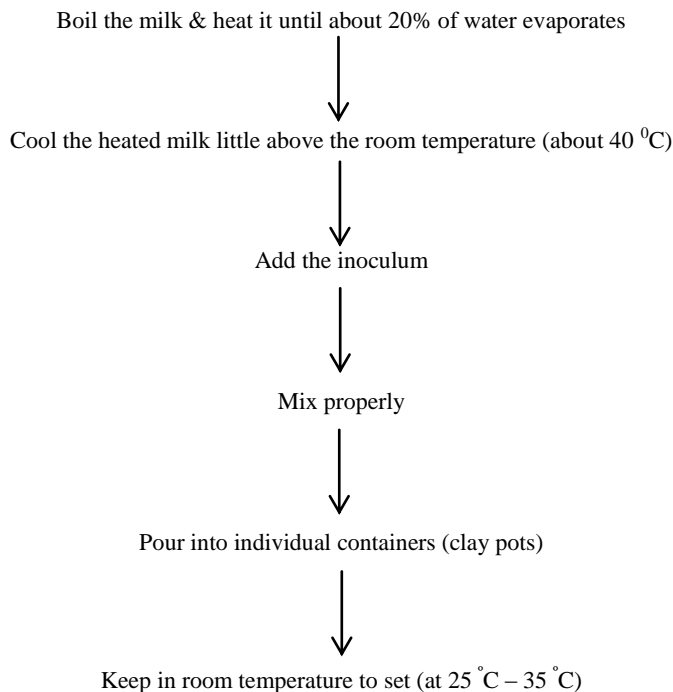 Boil the milk & heat it until about 20% of water evaporates
Cool the heated milk little above the room temperature (about 40 ⁰C)
Add the inoculum
Mix properly
Pour into individual containers (clay pots)
Keep in room temperature to set (at 25 ˚C – 35 ˚C)